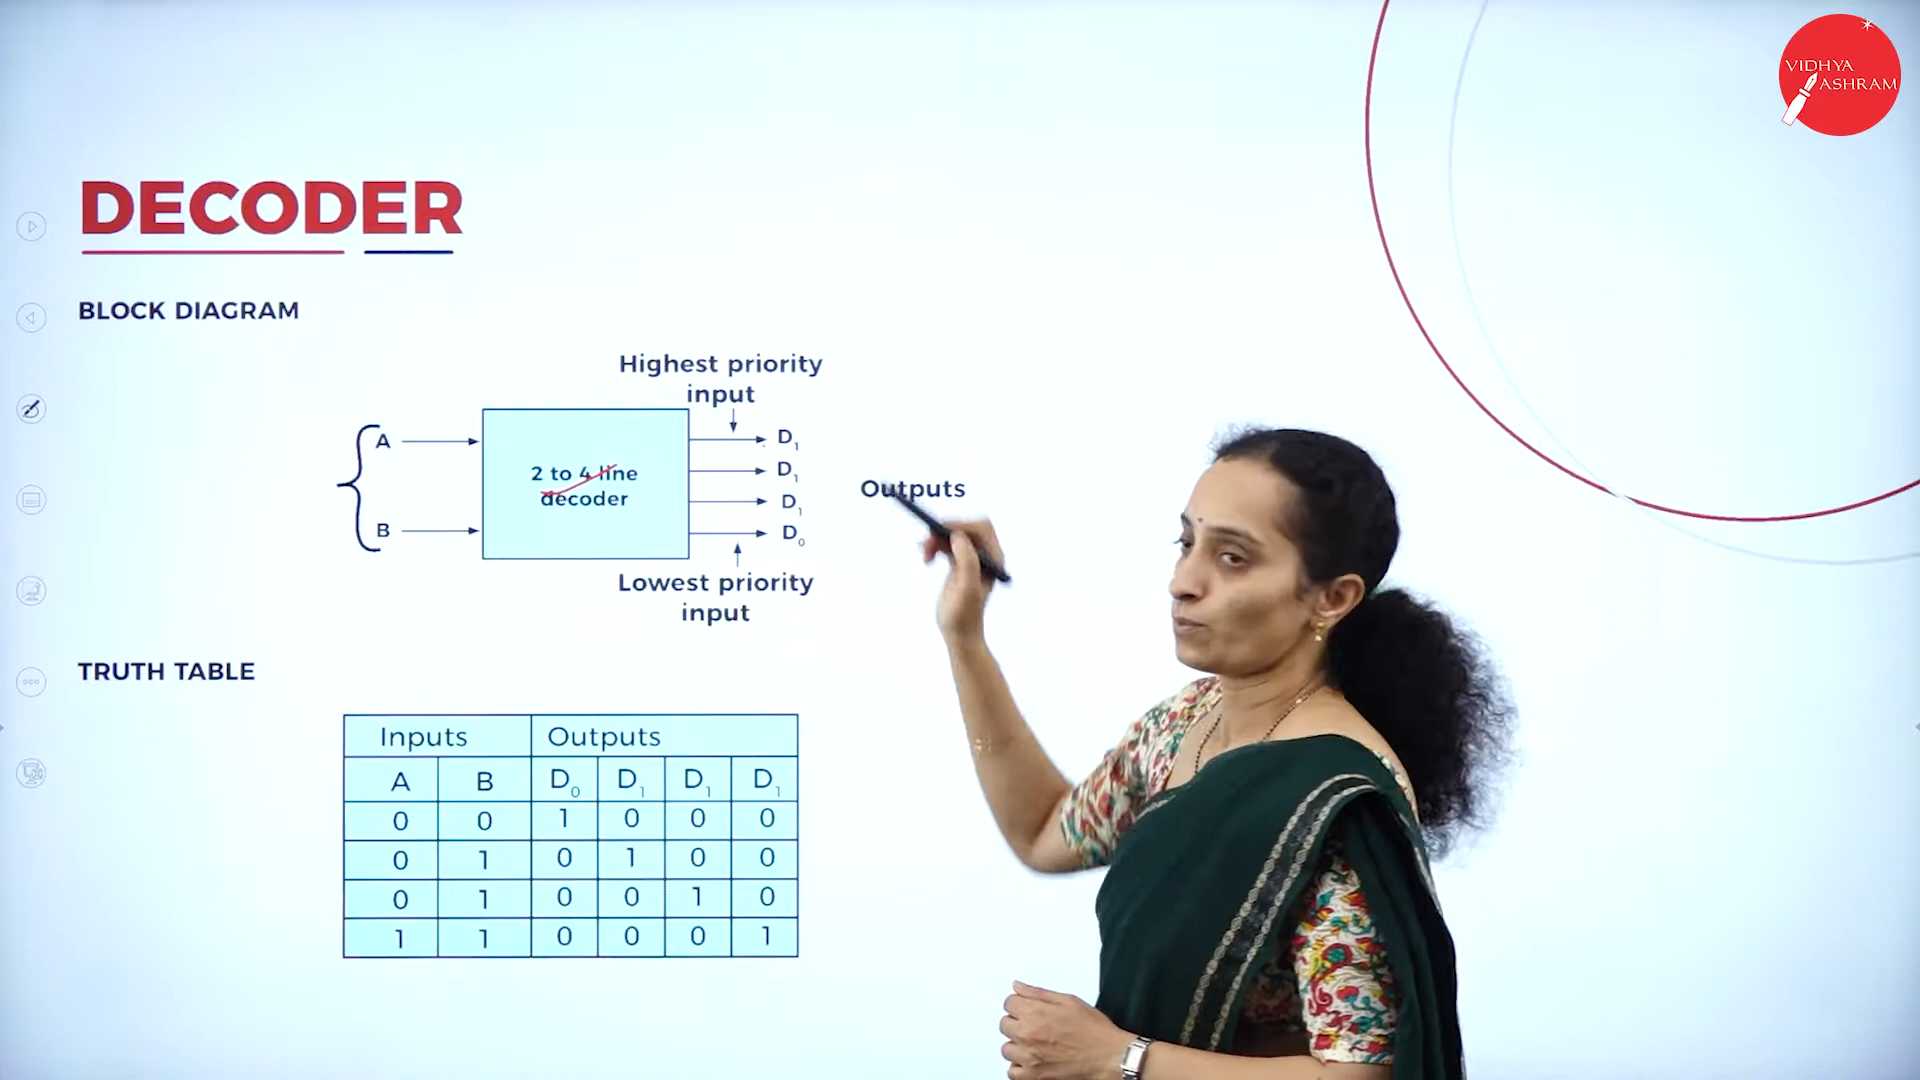 VIDHYA
ASHRAM
DECODER
BLOCK DIAGRAM
Highest priority
input
A
B
2 to 4 line
decoder
D₁
D₁
D₁
D₀
Outputs
Lowest priority
input
TRUTH TABLE
Inputs Outputs
A B D₀ D₁ D₁ D₁
0 0 1 0 0 0
0 1 0 1 0 0
0 1 0 0 1 0
1 1 0 0 0 1